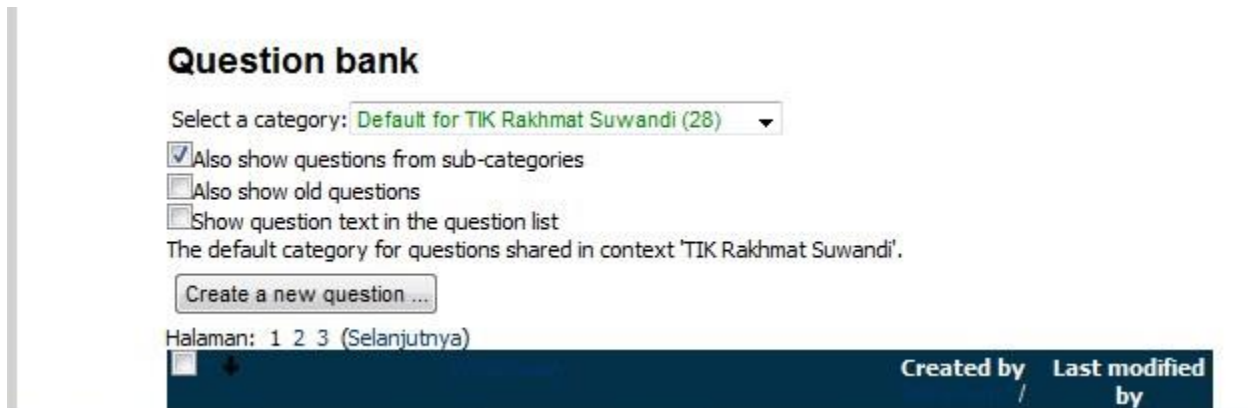 Question bank
Select a category: Default for TIK Rakhmat Suwandi (28)
Also show questions from sub-categories
Also show old questions
Show question text in the question list
The default category for questions shared in context 'TIK Rakhmat Suwandi'.
Create a new question ...
Halaman: 1 2 3 (Selanjutnya)
Created by Last modified
/ by